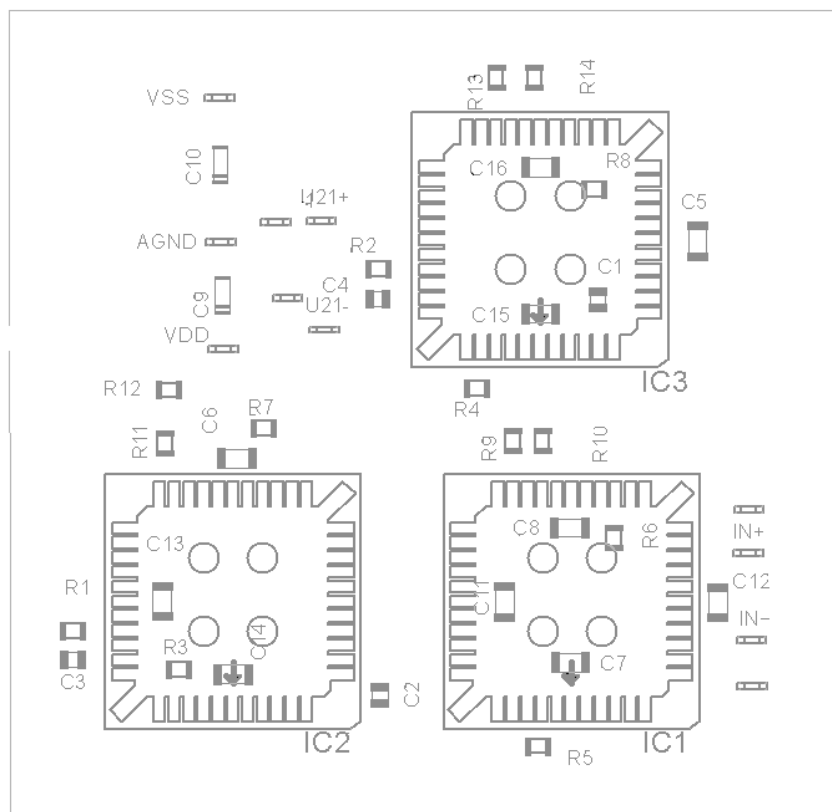 R13
R14
VSS
C10
C16
R8
U21+
C5
AGND
R2
C4
C1
C9
U21-
C15
VDD
IC3
R12
R4
C6
R7
R11
R9
R10
C8
R6
IN+
C13
R1
C11
C12
IN-
C14
R3
C7
C3
C2
IC2
IC1
R5